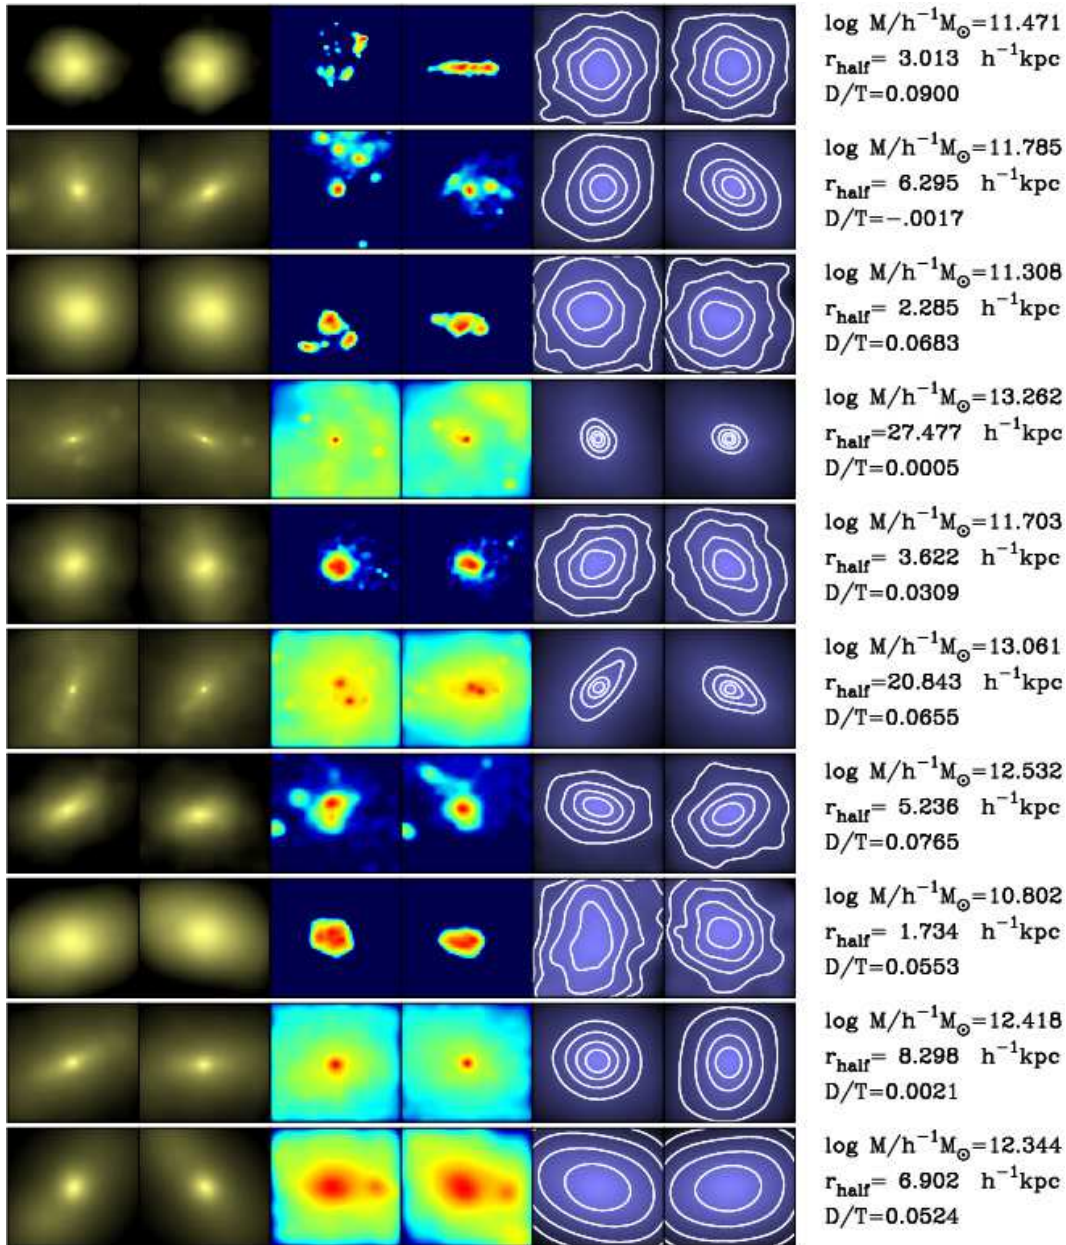 log M/h⁻¹M⊙=11.471
r_half= 3.013 h⁻¹kpc
D/T=0.0900
log M/h⁻¹M⊙=11.785
r_half= 6.295 h⁻¹kpc
D/T=−.0017
log M/h⁻¹M⊙=11.308
r_half= 2.285 h⁻¹kpc
D/T=0.0683
log M/h⁻¹M⊙=13.262
r_half=27.477 h⁻¹kpc
D/T=0.0005
log M/h⁻¹M⊙=11.703
r_half= 3.622 h⁻¹kpc
D/T=0.0309
log M/h⁻¹M⊙=13.061
r_half=20.843 h⁻¹kpc
D/T=0.0655
log M/h⁻¹M⊙=12.532
r_half= 5.236 h⁻¹kpc
D/T=0.0765
log M/h⁻¹M⊙=10.802
r_half= 1.734 h⁻¹kpc
D/T=0.0553
log M/h⁻¹M⊙=12.418
r_half= 8.298 h⁻¹kpc
D/T=0.0021
log M/h⁻¹M⊙=12.344
r_half= 6.902 h⁻¹kpc
D/T=0.0524